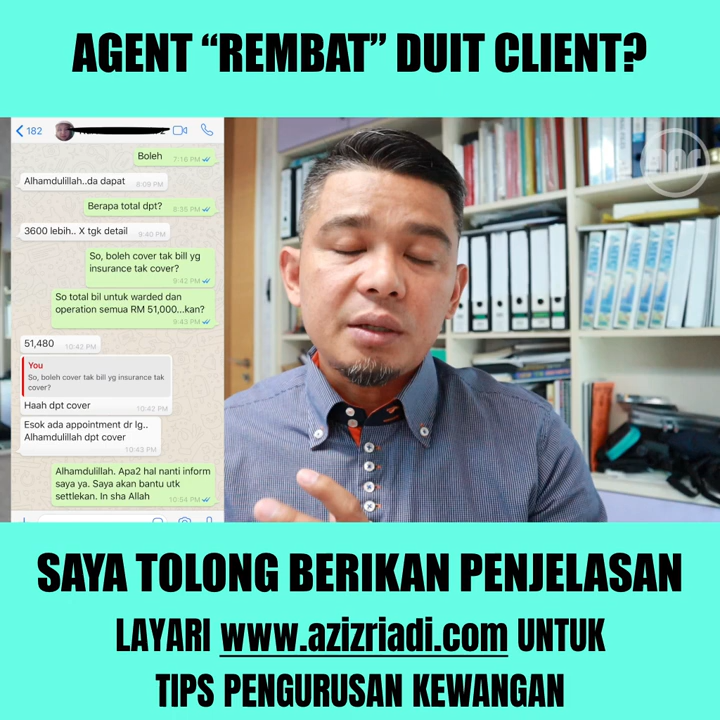 AGENT “REMBAT” DUIT CLIENT?
182
Boleh
7:16 PM
Alhamdulillah..da dapat
8:09 PM
Berapa total dpt?
8:35 PM
3600 lebih.. X tgk detail
9:40 PM
So, boleh cover tak bill yg
insurance tak cover?
9:42 PM
So total bil untuk warded dan
operation semua RM 51,000...kan?
9:43 PM
51,480
10:42 PM
You
So, boleh cover tak bill yg insurance tak
cover?
Haah dpt cover
10:42 PM
Esok ada appointment dr lg..
Alhamdulillah dpt cover
10:43 PM
Alhamdulillah. Apa2 hal nanti inform
saya ya. Saya akan bantu utk
settlekan. In sha Allah
10:54 PM
SAYA TOLONG BERIKAN PENJELASAN
LAYARI www.azizriadi.com UNTUK
TIPS PENGURUSAN KEWANGAN